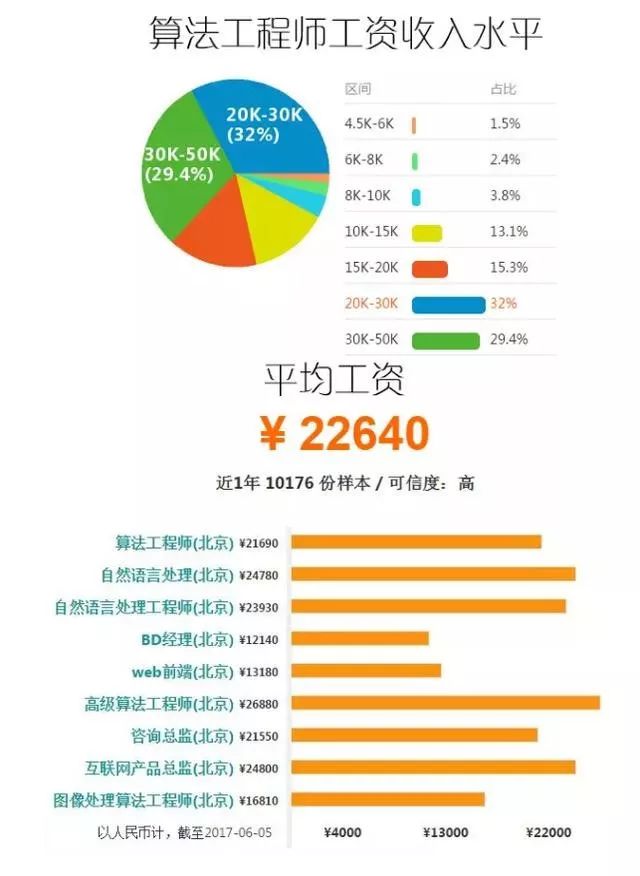 算法工程师工资收入水平
20K-30K
(32%)
30K-50K
(29.4%)
区间 占比
4.5K-6K 1.5%
6K-8K 2.4%
8K-10K 3.8%
10K-15K 13.1%
15K-20K 15.3%
20K-30K 32%
30K-50K 29.4%
平均工资
¥ 22640
近1年 10176 份样本 / 可信度：高
算法工程师(北京) ¥21690
自然语言处理(北京) ¥24780
自然语言处理工程师(北京) ¥23930
BD经理(北京) ¥12140
web前端(北京) ¥13180
高级算法工程师(北京) ¥26880
咨询总监(北京) ¥21550
互联网产品总监(北京) ¥24800
图像处理算法工程师(北京) ¥16810
以人民币计，截至2017-06-05 ¥4000 ¥13000 ¥22000